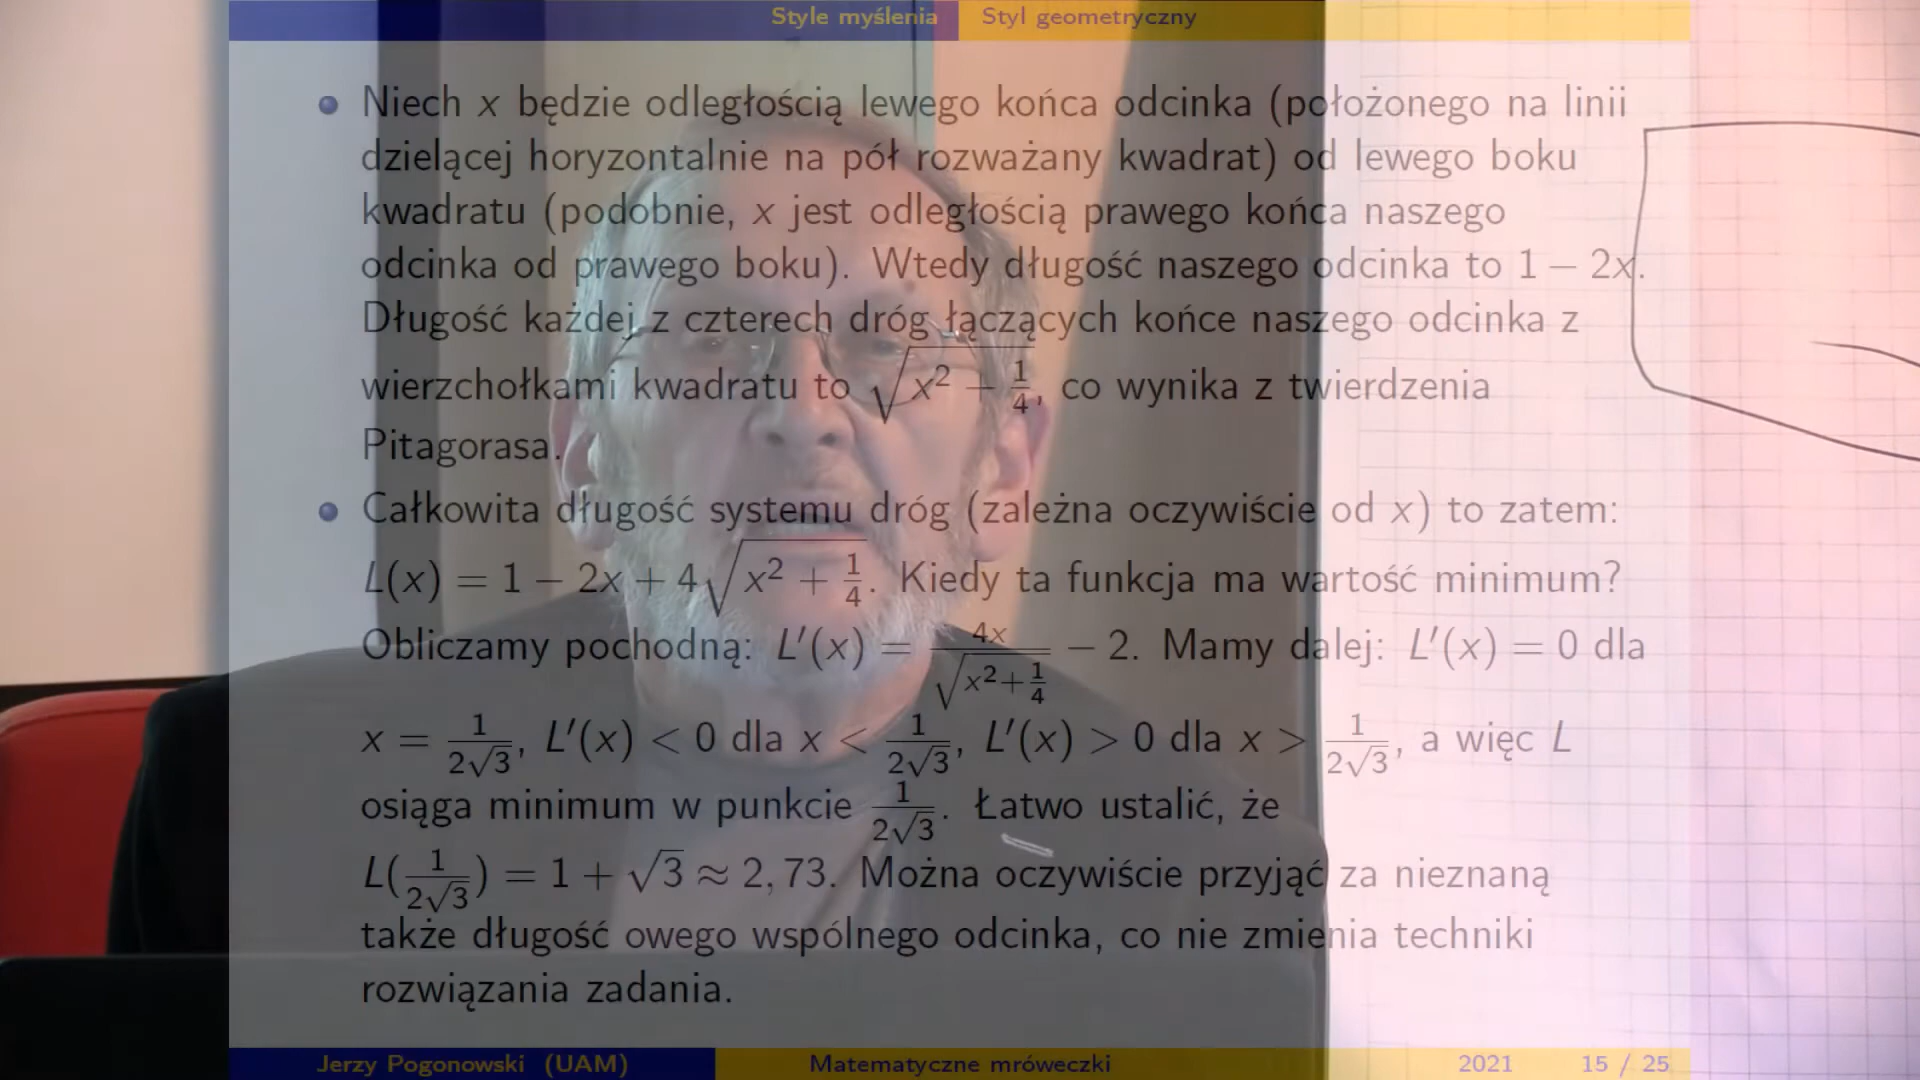 Style myślenia Styl geometryczny
Niech x będzie odległością lewego końca odcinka (położonego na linii
dzielącej horyzontalnie na pół rozważany kwadrat) od lewego boku
kwadratu (podobnie, x jest odległością prawego końca naszego
odcinka od prawego boku). Wtedy długość naszego odcinka to 1 − 2x.
Długość każdej z czterech dróg łączących końce naszego odcinka z
wierzchołkami kwadratu to √(x² + 1/4), co wynika z twierdzenia
Pitagorasa.
Całkowita długość systemu dróg (zależna oczywiście od x) to zatem:
L(x) = 1 − 2x + 4√(x² + 1/4). Kiedy ta funkcja ma wartość minimum?
Obliczamy pochodną: L′(x) = 4x/√(x²+1/4) − 2. Mamy dalej: L′(x) = 0 dla
x = 1/(2√3), L′(x) < 0 dla x < 1/(2√3), L′(x) > 0 dla x > 1/(2√3), a więc L
osiąga minimum w punkcie 1/(2√3). Łatwo ustalić, że
L(1/(2√3)) = 1 + √3 ≈ 2, 73. Można oczywiście przyjąć za nieznaną
także długość owego wspólnego odcinka, co nie zmienia techniki
rozwiązania zadania.
Jerzy Pogonowski (UAM) Matematyczne mróweczki 2021 15 / 25